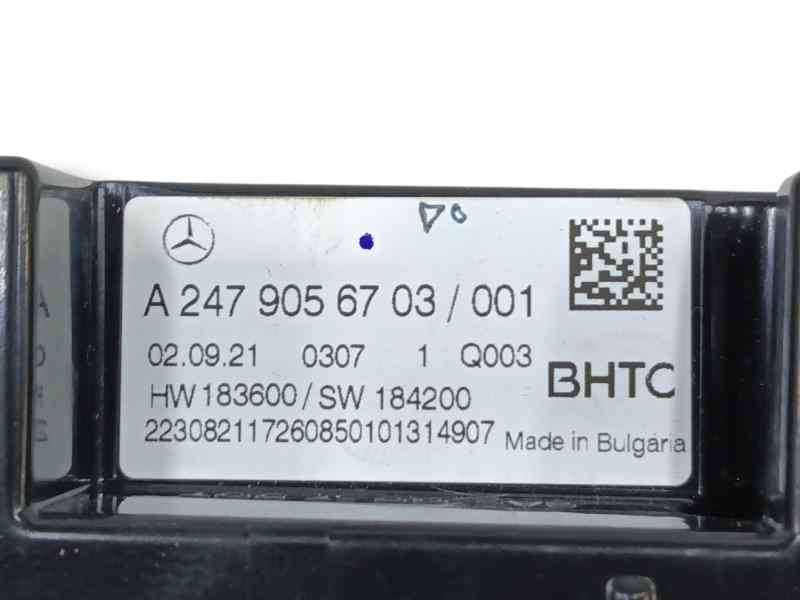 A 247 905 67 03 / 001
02.09.21 0307 1 Q003
BHTC
HW 183600 / SW 184200
223082117260850101314907
Made in Bulgaria